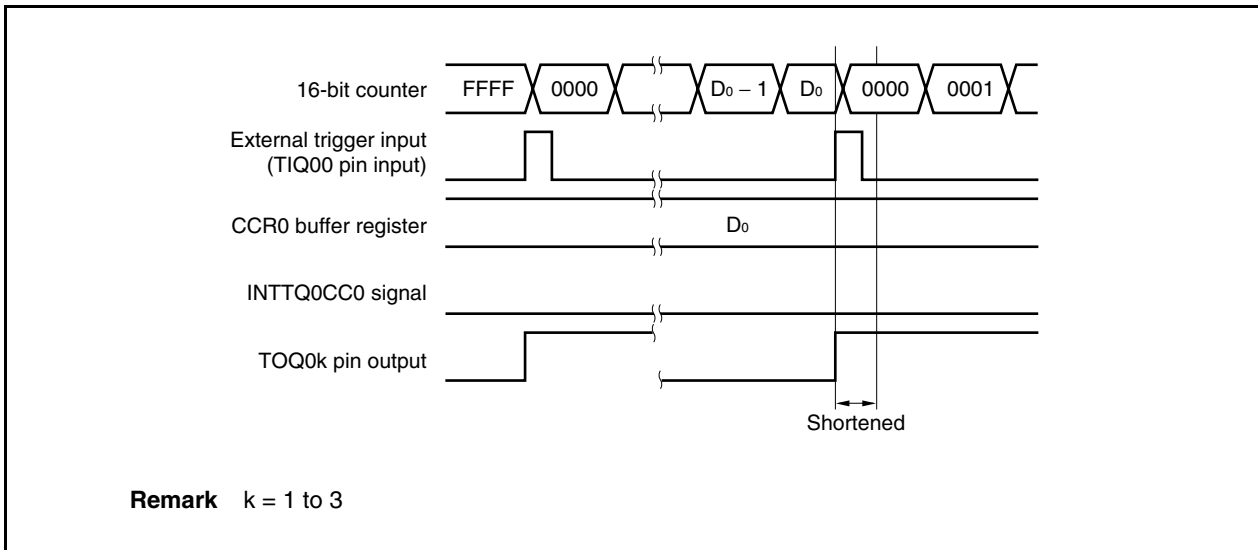 16-bit counter FFFF 0000 D0 – 1 D0 0000 0001
External trigger input
(TIQ00 pin input)
CCR0 buffer register D0
INTTQ0CC0 signal
TOQ0k pin output
Shortened
Remark k = 1 to 3